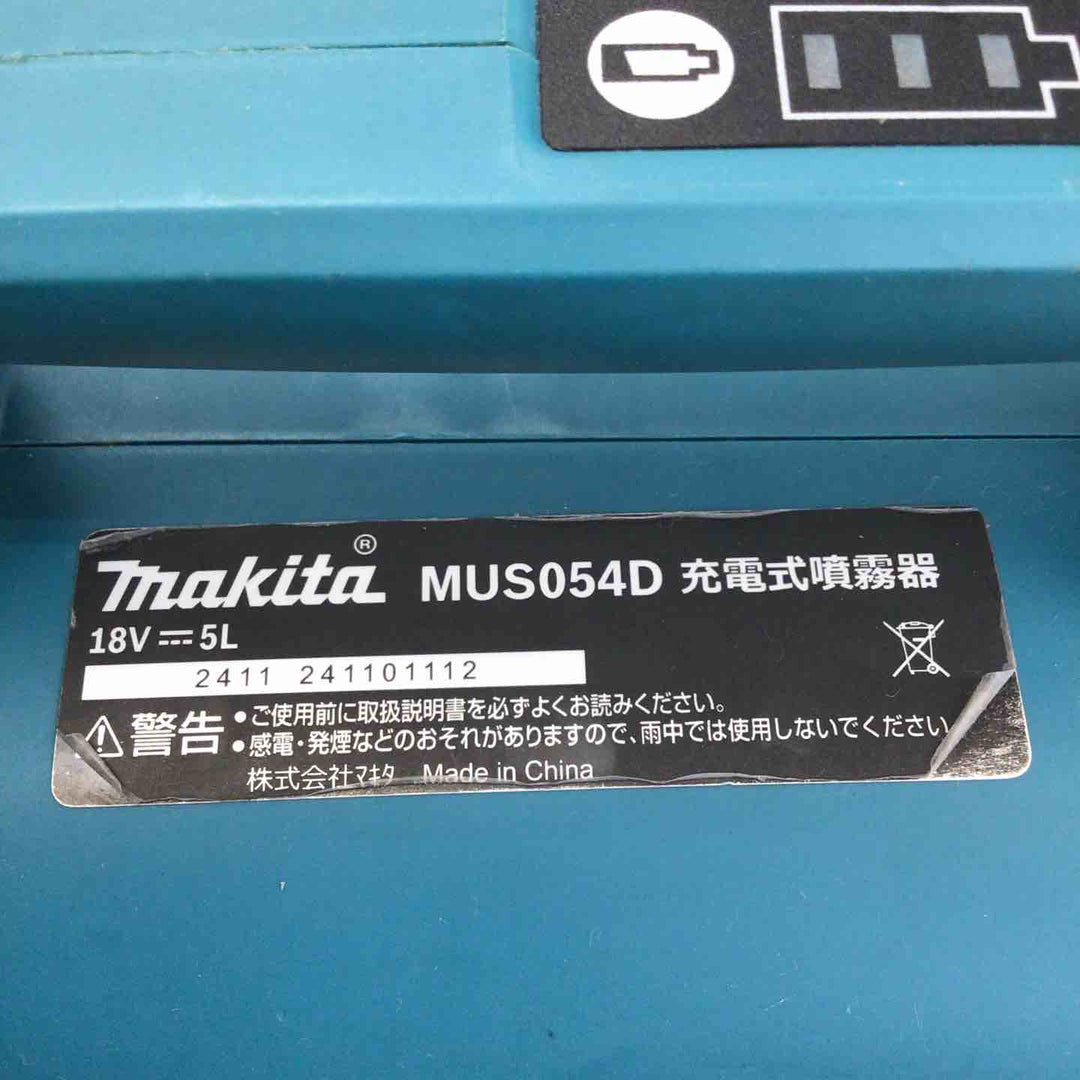 makita® MUS054D 充電式噴霧器
18V ⎓ 5L
2411 241101112
⚠警告 •ご使用前に取扱説明書を必ずよくお読みください。
•感電・発煙などのおそれがありますので、雨中では使用しないでください
株式会社マキタ Made in China